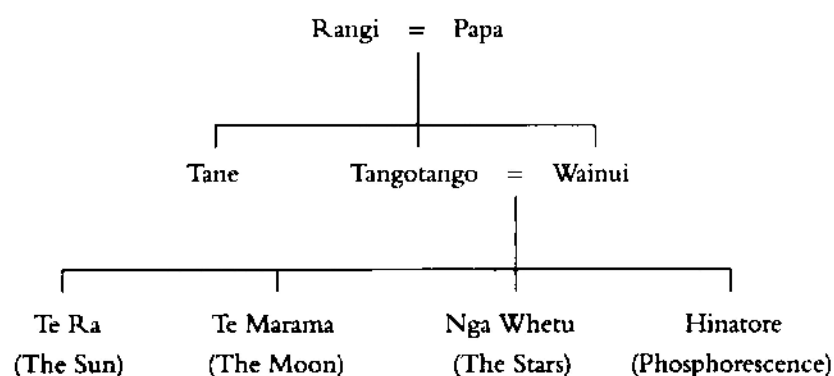 Rangi = Papa
Tane Tangotango = Wainui
Te Ra Te Marama Nga Whetu Hinatore
(The Sun) (The Moon) (The Stars) (Phosphorescence)